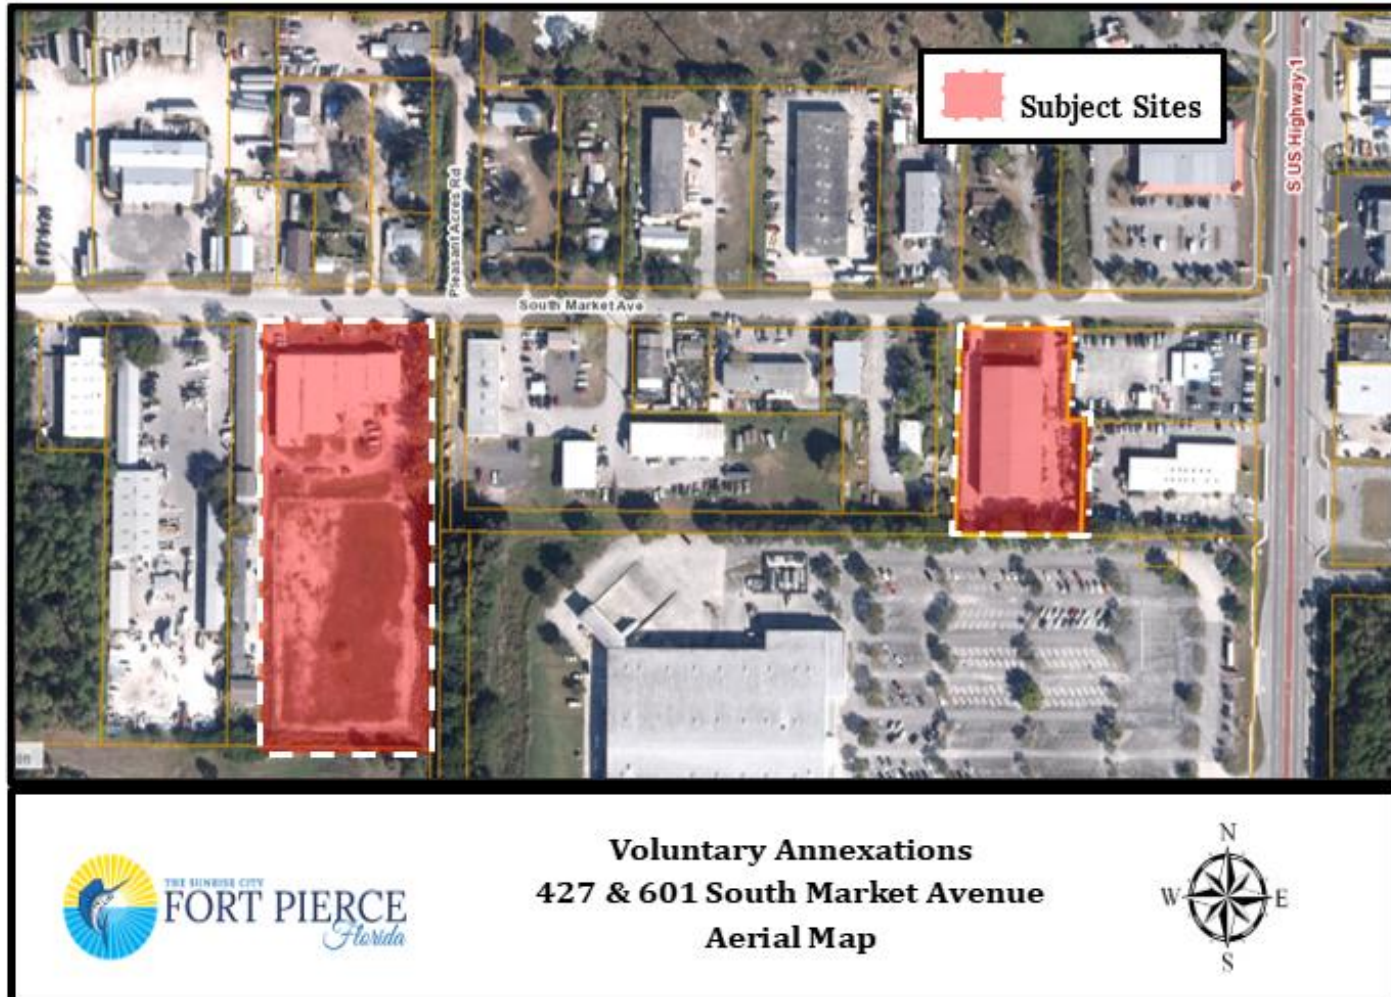 Subject Sites
S US Highway 1
Pleasant Acres Rd
South Market Ave
THE SUNRISE CITY
FORT PIERCE
Florida
Voluntary Annexations
427 & 601 South Market Avenue
Aerial Map
N
W
E
S